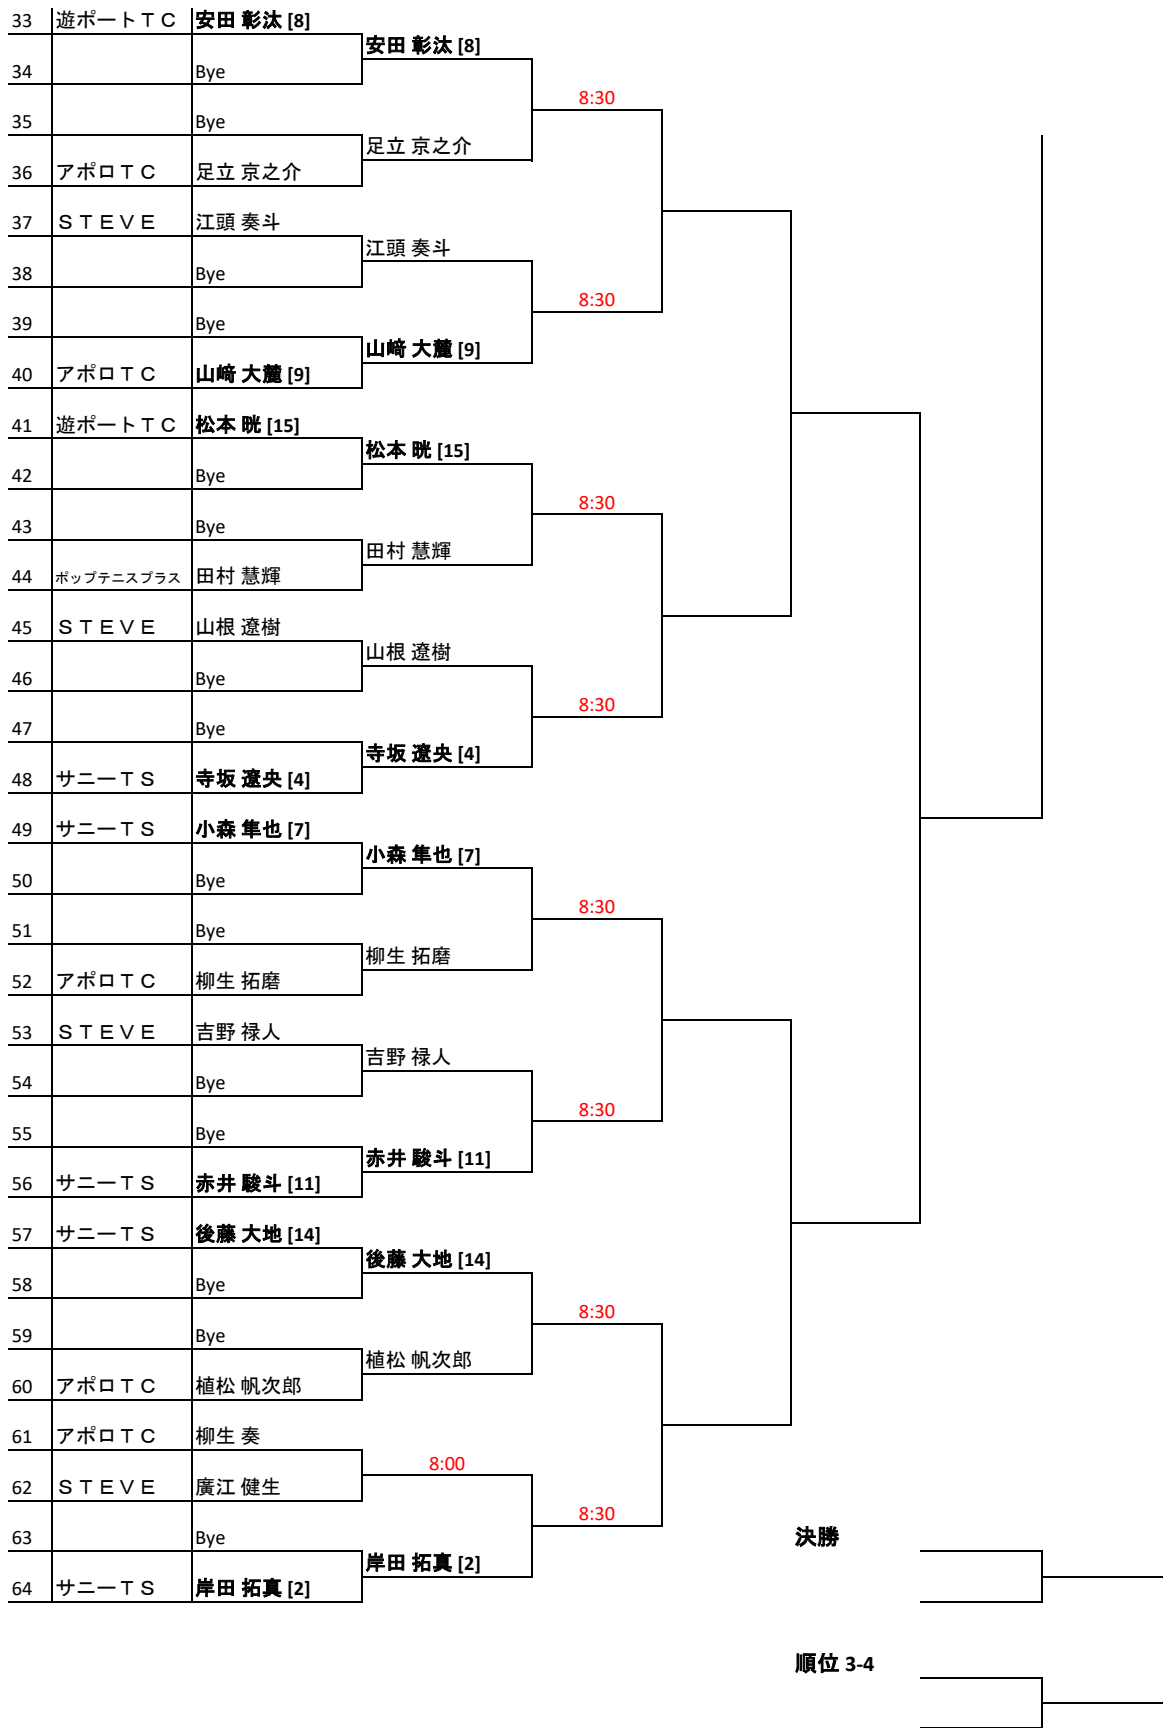 33 遊ポートＴＣ 安田 彰汰 [8]
安田 彰汰 [8]
34 Bye
8:30
35 Bye
足立 京之介
36 アポロＴＣ 足立 京之介
37 ＳＴＥＶＥ 江頭 奏斗
江頭 奏斗
38 Bye
8:30
39 Bye
山﨑 大麓 [9]
40 アポロＴＣ 山﨑 大麓 [9]
41 遊ポートＴＣ 松本 晄 [15]
松本 晄 [15]
42 Bye
8:30
43 Bye
田村 慧輝
44 ポップテニスプラス 田村 慧輝
45 ＳＴＥＶＥ 山根 遼樹
山根 遼樹
46 Bye
8:30
47 Bye
寺坂 遼央 [4]
48 サニーＴＳ 寺坂 遼央 [4]
49 サニーＴＳ 小森 隼也 [7]
小森 隼也 [7]
50 Bye
8:30
51 Bye
柳生 拓磨
52 アポロＴＣ 柳生 拓磨
53 ＳＴＥＶＥ 吉野 禄人
吉野 禄人
54 Bye
8:30
55 Bye
赤井 駿斗 [11]
56 サニーＴＳ 赤井 駿斗 [11]
57 サニーＴＳ 後藤 大地 [14]
後藤 大地 [14]
58 Bye
8:30
59 Bye
植松 帆次郎
60 アポロＴＣ 植松 帆次郎
61 アポロＴＣ 柳生 奏
8:00
62 ＳＴＥＶＥ 廣江 健生
8:30
63 Bye
決勝
岸田 拓真 [2]
64 サニーＴＳ 岸田 拓真 [2]
順位 3-4